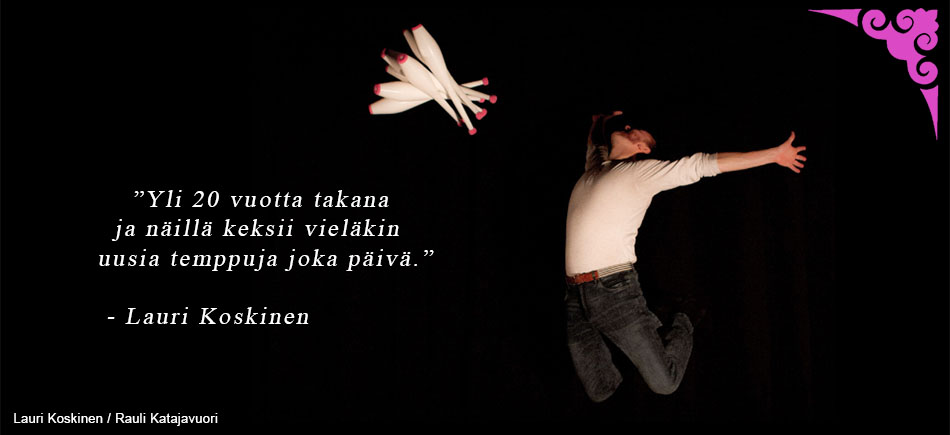 ”Yli 20 vuotta takana
ja näillä keksii vieläkin
uusia temppuja joka päivä.”
- Lauri Koskinen
Lauri Koskinen / Rauli Katajavuori